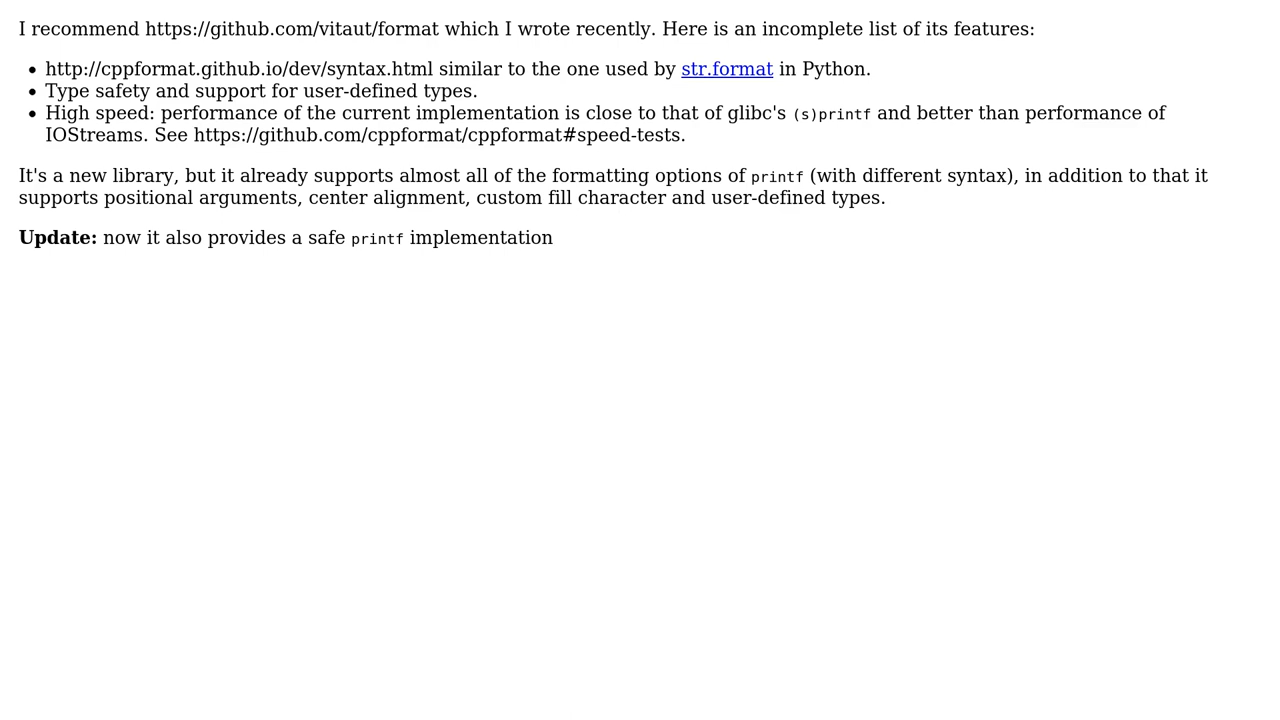 I recommend https://github.com/vitaut/format which I wrote recently. Here is an incomplete list of its features:
• http://cppformat.github.io/dev/syntax.html similar to the one used by str.format in Python.
• Type safety and support for user-defined types.
• High speed: performance of the current implementation is close to that of glibc's (s)printf and better than performance of
IOStreams. See https://github.com/cppformat/cppformat#speed-tests.
It's a new library, but it already supports almost all of the formatting options of printf (with different syntax), in addition to that it
supports positional arguments, center alignment, custom fill character and user-defined types.
Update: now it also provides a safe printf implementation